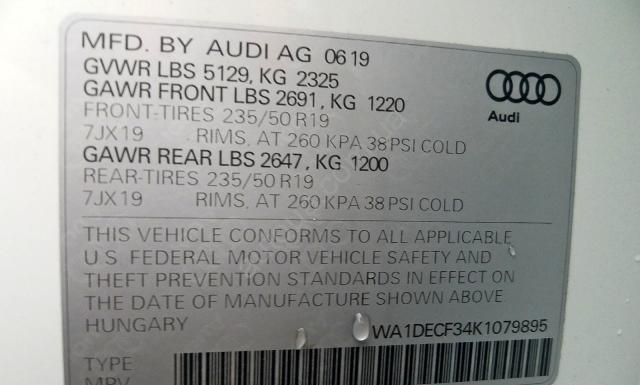 MFD. BY AUDI AG 0619
GVWR LBS 5129, KG 2325
GAWR FRONT LBS 2691, KG 1220
FRONT-TIRES 235/50 R19
7JX19 RIMS, AT 260 KPA 38 PSI COLD
GAWR REAR LBS 2647, KG 1200
REAR-TIRES 235/50 R19
7JX19 RIMS, AT 260 KPA 38 PSI COLD
Audi
THIS VEHICLE CONFORMS TO ALL APPLICABLE
U.S. FEDERAL MOTOR VEHICLE SAFETY AND
THEFT PREVENTION STANDARDS IN EFFECT ON
THE DATE OF MANUFACTURE SHOWN ABOVE
HUNGARY WA1DECF34K1079895
TYPE
MPV